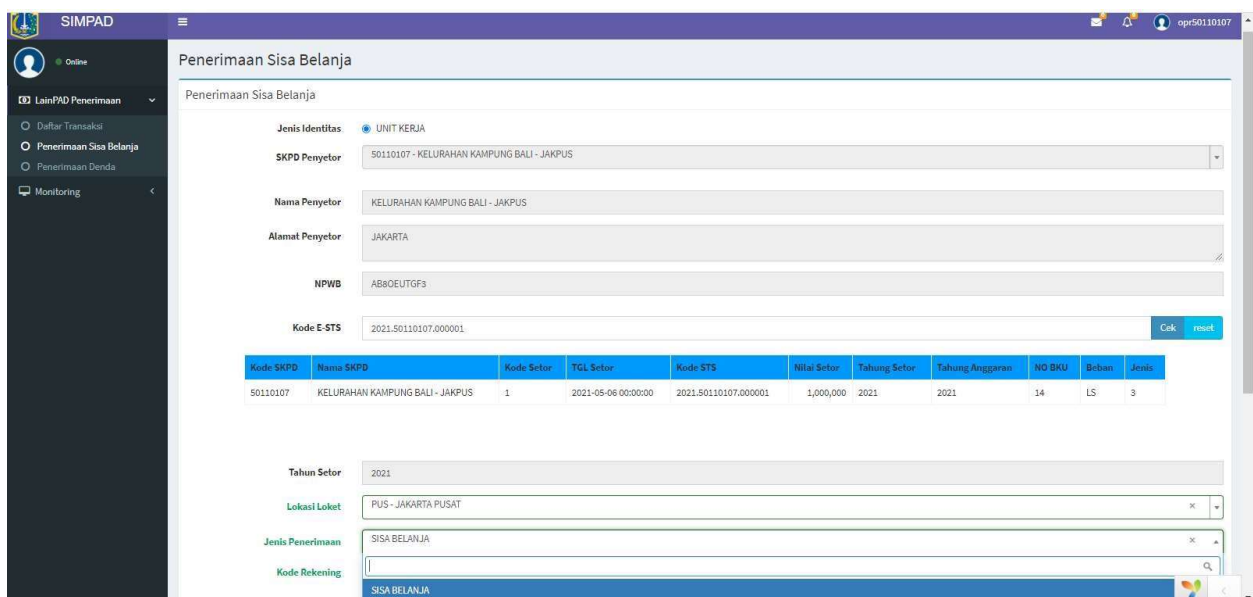 SIMPAD
opr50110107
Online
Penerimaan Sisa Belanja
LainPAD Penerimaan
Penerimaan Sisa Belanja
Daftar Transaksi
Jenis Identitas UNIT KERJA
Penerimaan Sisa Belanja
SKPD Penyetor 50110107 - KELURAHAN KAMPUNG BALI - JAKPUS
Penerimaan Denda
Monitoring
Nama Penyetor KELURAHAN KAMPUNG BALI - JAKPUS
Alamat Penyetor JAKARTA
NPWB AB8OEUTGF3
Kode E-STS 2021.50110107.000001 Cek reset
Kode SKPD Nama SKPD Kode Setor TGL Setor Kode STS Nilai Setor Tahung Setor Tahung Anggaran NO BKU Beban Jenis
50110107 KELURAHAN KAMPUNG BALI - JAKPUS 1 2021-05-06 00:00:00 2021.50110107.000001 1,000,000 2021 2021 14 LS 3
Tahun Setor 2021
Lokasi Loket PUS - JAKARTA PUSAT ×
Jenis Penerimaan SISA BELANJA ×
Kode Rekening
SISA BELANJA